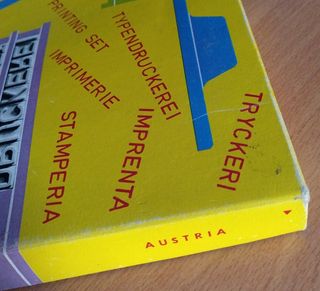 PRINTING SET
TYPENDRUCKEREI
IMPRIMERIE
IMPRENTA
STAMPERIA
TRYCKERI
AUSTRIA